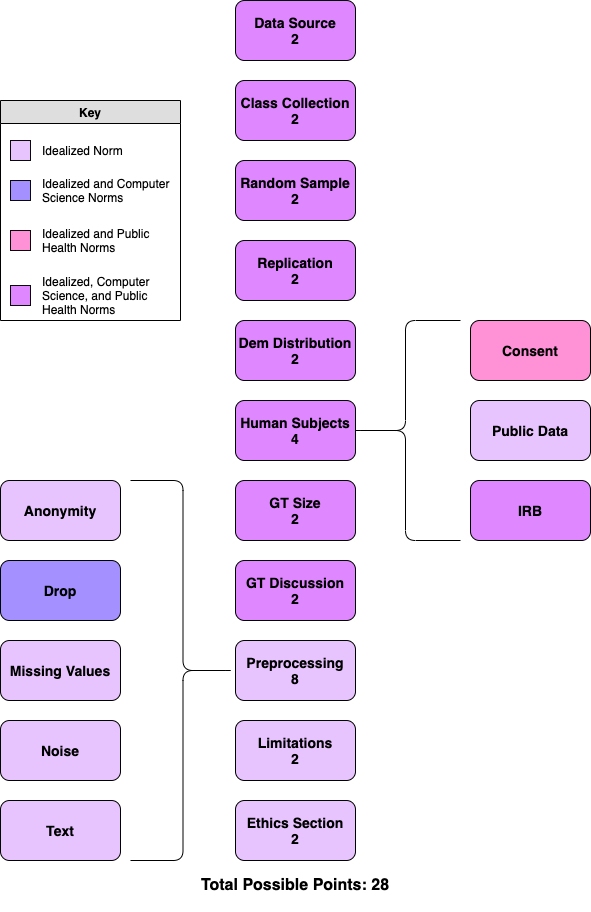 Data Source
2
Class Collection
2
Key
Idealized Norm
Idealized and Computer
Science Norms
Idealized and Public
Health Norms
Idealized, Computer
Science, and Public
Health Norms
Random Sample
2
Replication
2
Dem Distribution
2
Human Subjects
4
Consent
Public Data
IRB
GT Size
2
GT Discussion
2
Preprocessing
8
Anonymity
Drop
Missing Values
Noise
Text
Limitations
2
Ethics Section
2
Total Possible Points: 28